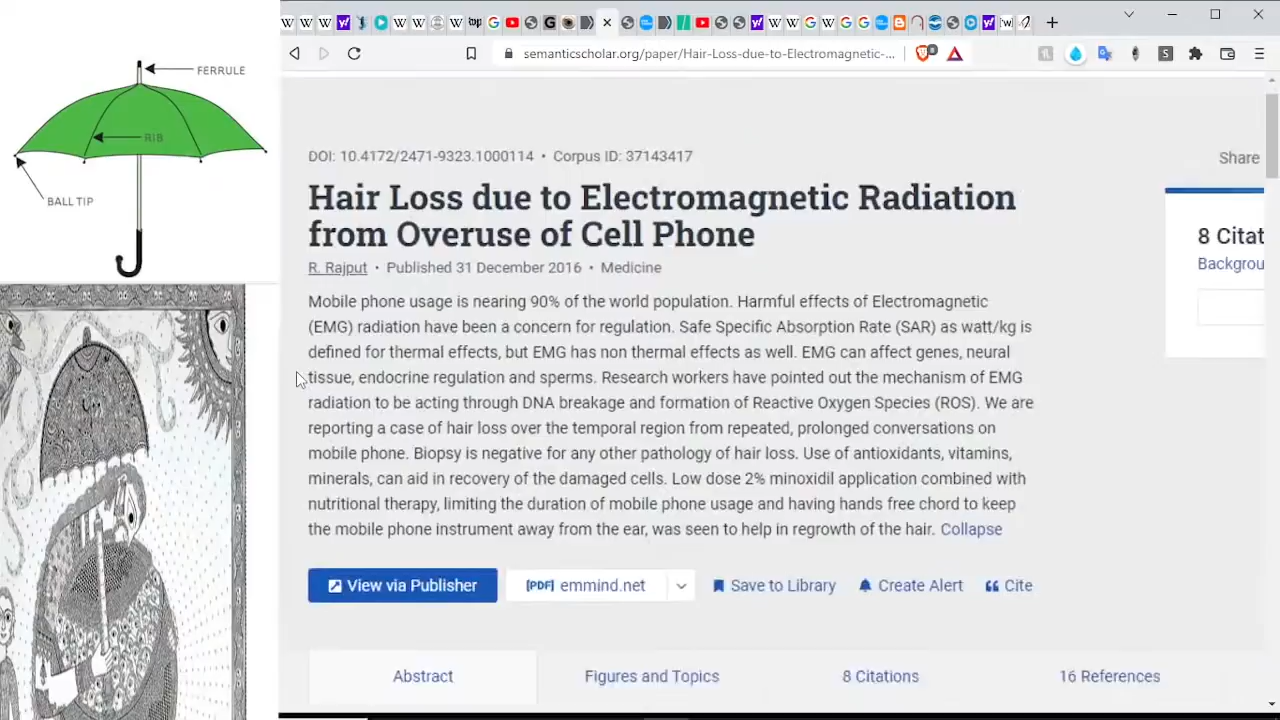 FERRULE
RIB
BALL TIP
semanticscholar.org/paper/Hair-Loss-due-to-Electromagnetic-...
DOI: 10.4172/2471-9323.1000114 • Corpus ID: 37143417
Share
Hair Loss due to Electromagnetic Radiation
from Overuse of Cell Phone
R. Rajput • Published 31 December 2016 • Medicine
8 Citat
Backgrou
Mobile phone usage is nearing 90% of the world population. Harmful effects of Electromagnetic
(EMG) radiation have been a concern for regulation. Safe Specific Absorption Rate (SAR) as watt/kg is
defined for thermal effects, but EMG has non thermal effects as well. EMG can affect genes, neural
tissue, endocrine regulation and sperms. Research workers have pointed out the mechanism of EMG
radiation to be acting through DNA breakage and formation of Reactive Oxygen Species (ROS). We are
reporting a case of hair loss over the temporal region from repeated, prolonged conversations on
mobile phone. Biopsy is negative for any other pathology of hair loss. Use of antioxidants, vitamins,
minerals, can aid in recovery of the damaged cells. Low dose 2% minoxidil application combined with
nutritional therapy, limiting the duration of mobile phone usage and having hands free chord to keep
the mobile phone instrument away from the ear, was seen to help in regrowth of the hair. Collapse
View via Publisher
[PDF] emmind.net
Save to Library
Create Alert
Cite
Abstract
Figures and Topics
8 Citations
16 References